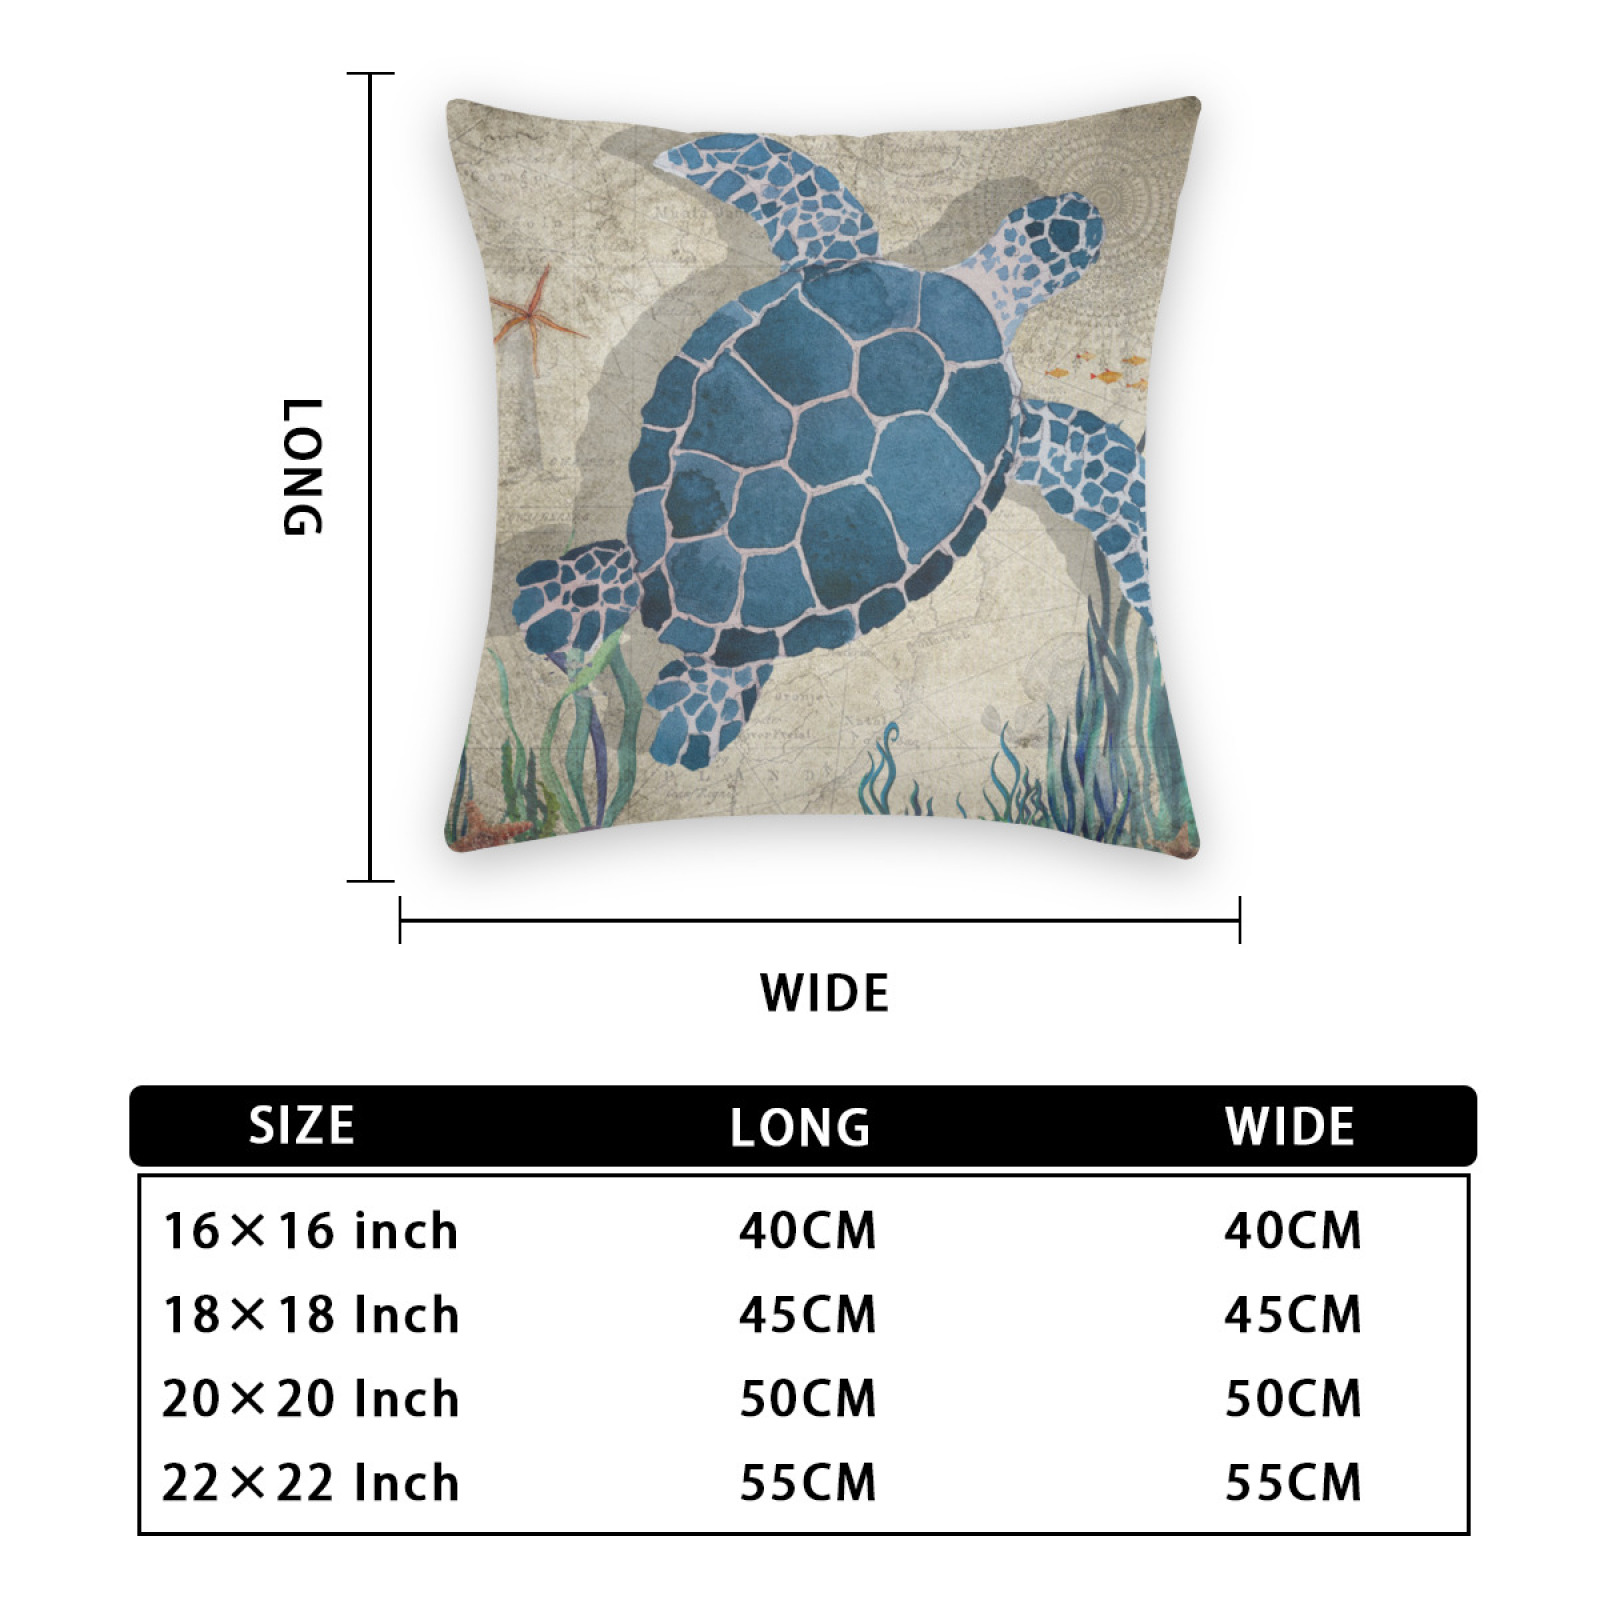 LONG
WIDE
SIZE LONG WIDE
16×16 inch 40CM 40CM
18×18 Inch 45CM 45CM
20×20 Inch 50CM 50CM
22×22 Inch 55CM 55CM